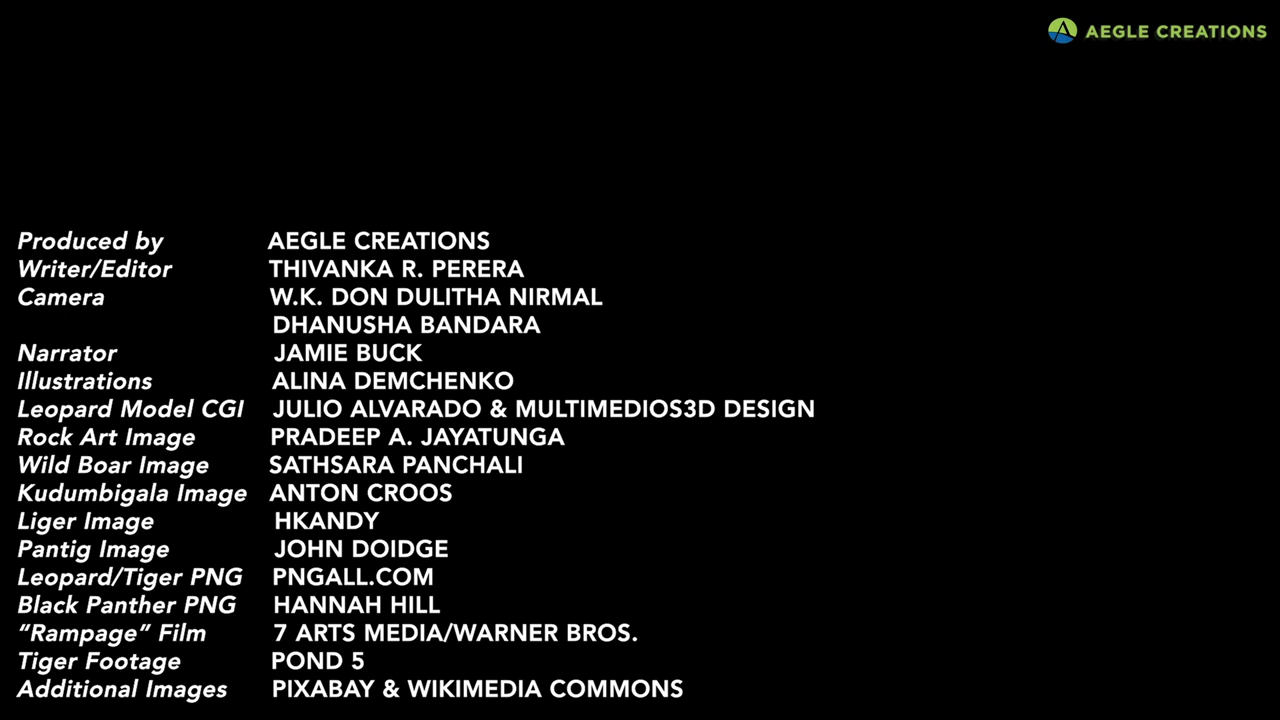 AEGLE CREATIONS
Produced by AEGLE CREATIONS
Writer/Editor THIVANKA R. PERERA
Camera W.K. DON DULITHA NIRMAL
DHANUSHA BANDARA
Narrator JAMIE BUCK
Illustrations ALINA DEMCHENKO
Leopard Model CGI JULIO ALVARADO & MULTIMEDIOS3D DESIGN
Rock Art Image PRADEEP A. JAYATUNGA
Wild Boar Image SATHSARA PANCHALI
Kudumbigala Image ANTON CROOS
Liger Image HKANDY
Pantig Image JOHN DOIDGE
Leopard/Tiger PNG PNGALL.COM
Black Panther PNG HANNAH HILL
“Rampage” Film 7 ARTS MEDIA/WARNER BROS.
Tiger Footage POND 5
Additional Images PIXABAY & WIKIMEDIA COMMONS